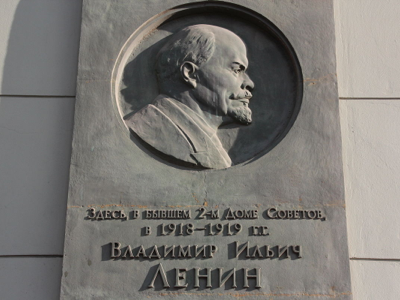 Здесь, в бывшем 2-м Доме Советов,
в 1918-1919 гг.
Владимир Ильич
Ленин